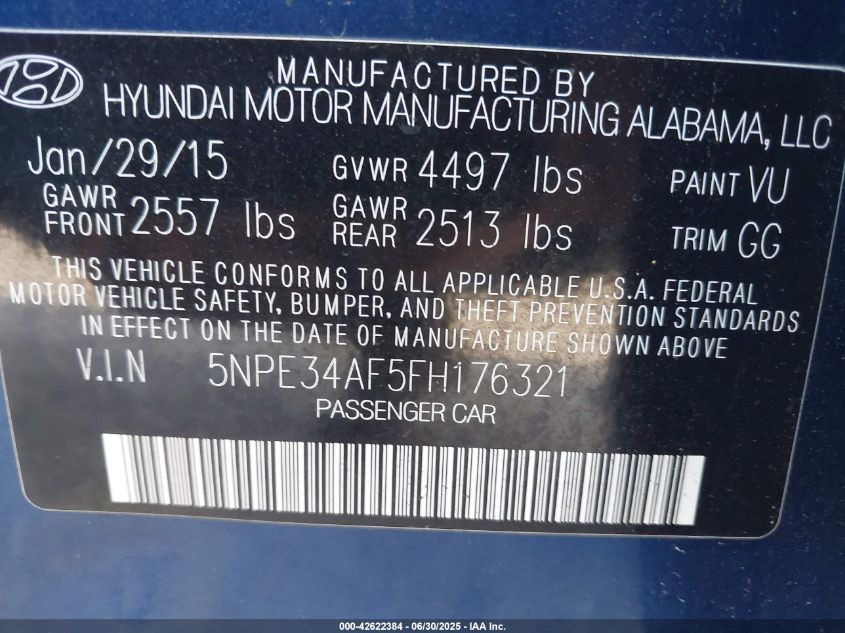 MANUFACTURED BY
HYUNDAI MOTOR MANUFACTURING ALABAMA, LLC
Jan/29/15 GVWR 4497 lbs PAINT VU
GAWR FRONT 2557 lbs GAWR REAR 2513 lbs TRIM GG
THIS VEHICLE CONFORMS TO ALL APPLICABLE U.S.A. FEDERAL
MOTOR VEHICLE SAFETY, BUMPER, AND THEFT PREVENTION STANDARDS
IN EFFECT ON THE DATE OF MANUFACTURE SHOWN ABOVE
V.I.N 5NPE34AF5FH176321
PASSENGER CAR
000-42622384 - 06/30/2025 - IAA Inc.